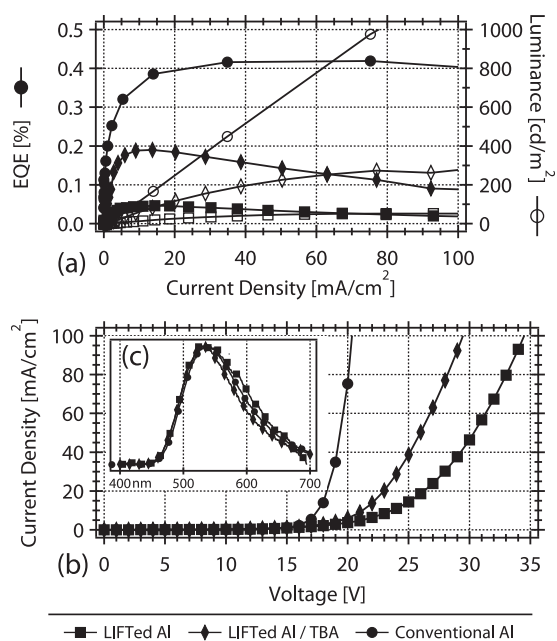 0.5
0.4
0.3
0.2
0.1
0.0
EQE [%]
1000
800
600
400
200
0
Luminance [cd/m²]
(a)
0 20 40 60 80 100
Current Density [mA/cm²]
100
80
60
40
20
0
Current Density [mA/cm²]
(c)
400 nm 500 600 700
(b)
0 5 10 15 20 25 30 35
Voltage [V]
LIFTed Al LIFTed Al / TBA Conventional Al